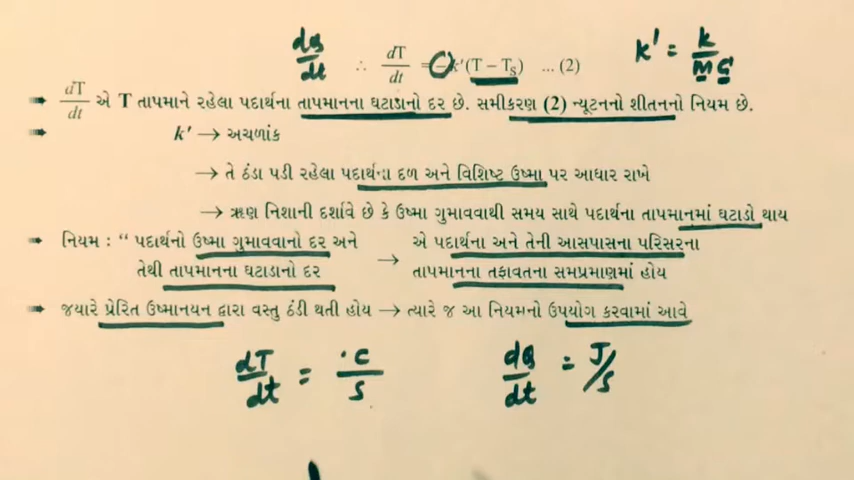 dQ/dt ∴ dT/dt = -k'(T – Tₛ) ... (2) k' = k/MC
dT/dt એ T તાપમાને રહેલા પદાર્થના તાપમાનના ઘટાડાનો દર છે. સમીકરણ (2) ન્યૂટનનો શીતનનો નિયમ છે.
k' → અચળાંક
→ તે ઠંડા પડી રહેલા પદાર્થના દળ અને વિશિષ્ટ ઉષ્મા પર આધાર રાખે
→ ઋણ નિશાની દર્શાવે છે કે ઉષ્મા ગુમાવવાથી સમય સાથે પદાર્થના તાપમાનમાં ઘટાડો થાય
નિયમ : “ પદાર્થનો ઉષ્મા ગુમાવવાનો દર અને → એ પદાર્થના અને તેની આસપાસના પરિસરના
તેથી તાપમાનના ઘટાડાનો દર તાપમાનના તફાવતના સમપ્રમાણમાં હોય
જયારે પ્રેરિત ઉષ્માનયન દ્વારા વસ્તુ ઠંડી થતી હોય → ત્યારે જ આ નિયમનો ઉપયોગ કરવામાં આવે
dT/dt = °C/s dQ/dt = J/s